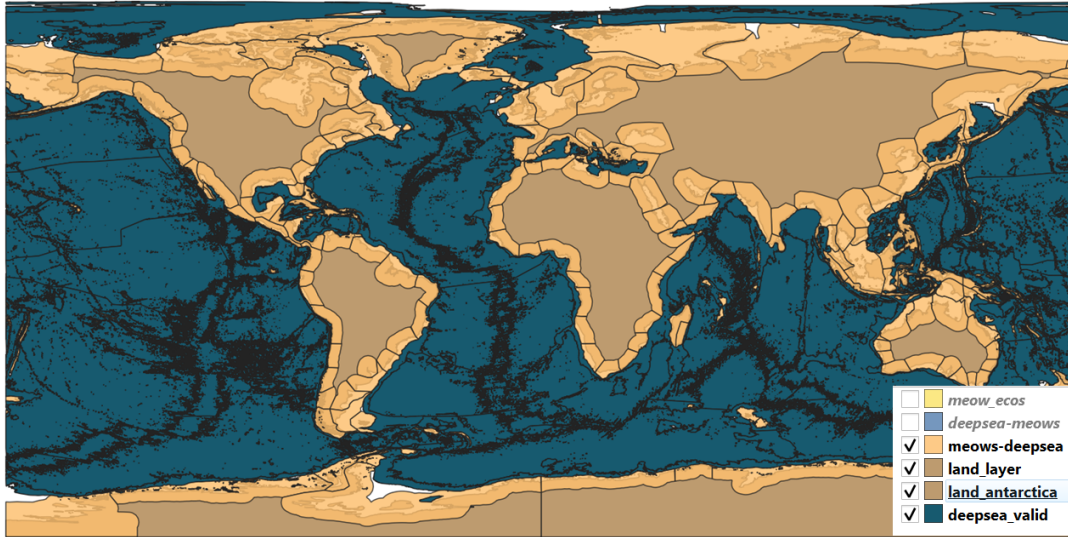 meow_ecos
deepsea-meows
meows-deepsea
land_layer
land_antarctica
deepsea_valid